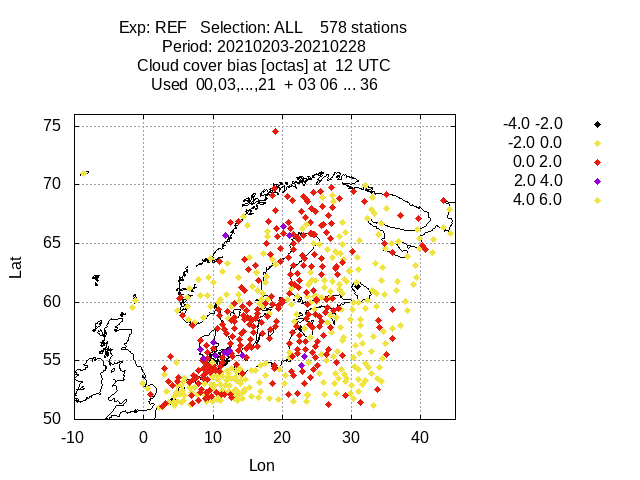 Exp: REF Selection: ALL 578 stations
Period: 20210203-20210228
Cloud cover bias [octas] at 12 UTC
Used 00,03,...,21 + 03 06 ... 36
-4.0 -2.0
-2.0 0.0
0.0 2.0
2.0 4.0
4.0 6.0
75
70
65
60
55
50
Lat
-10 0 10 20 30 40
Lon